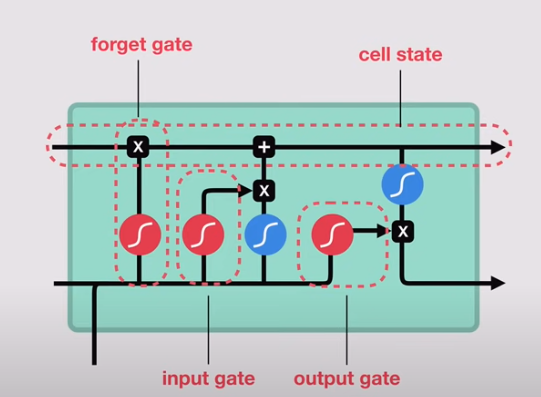 forget gate
cell state
X
+
X
X
input gate
output gate